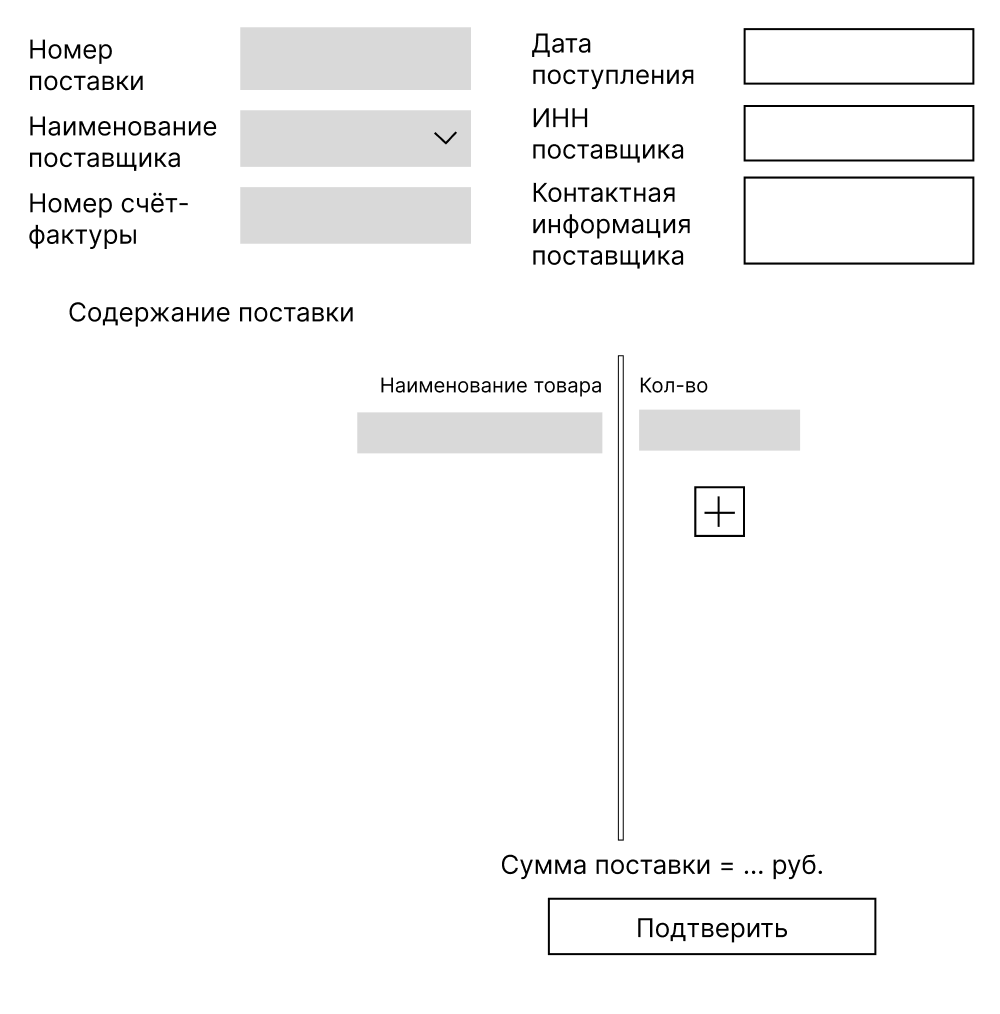 Номер
поставки
Наименование
поставщика
Номер счёт-
фактуры
Дата
поступления
ИНН
поставщика
Контактная
информация
поставщика
Содержание поставки
Наименование товара
Кол-во
Сумма поставки = ... руб.
Подтверить